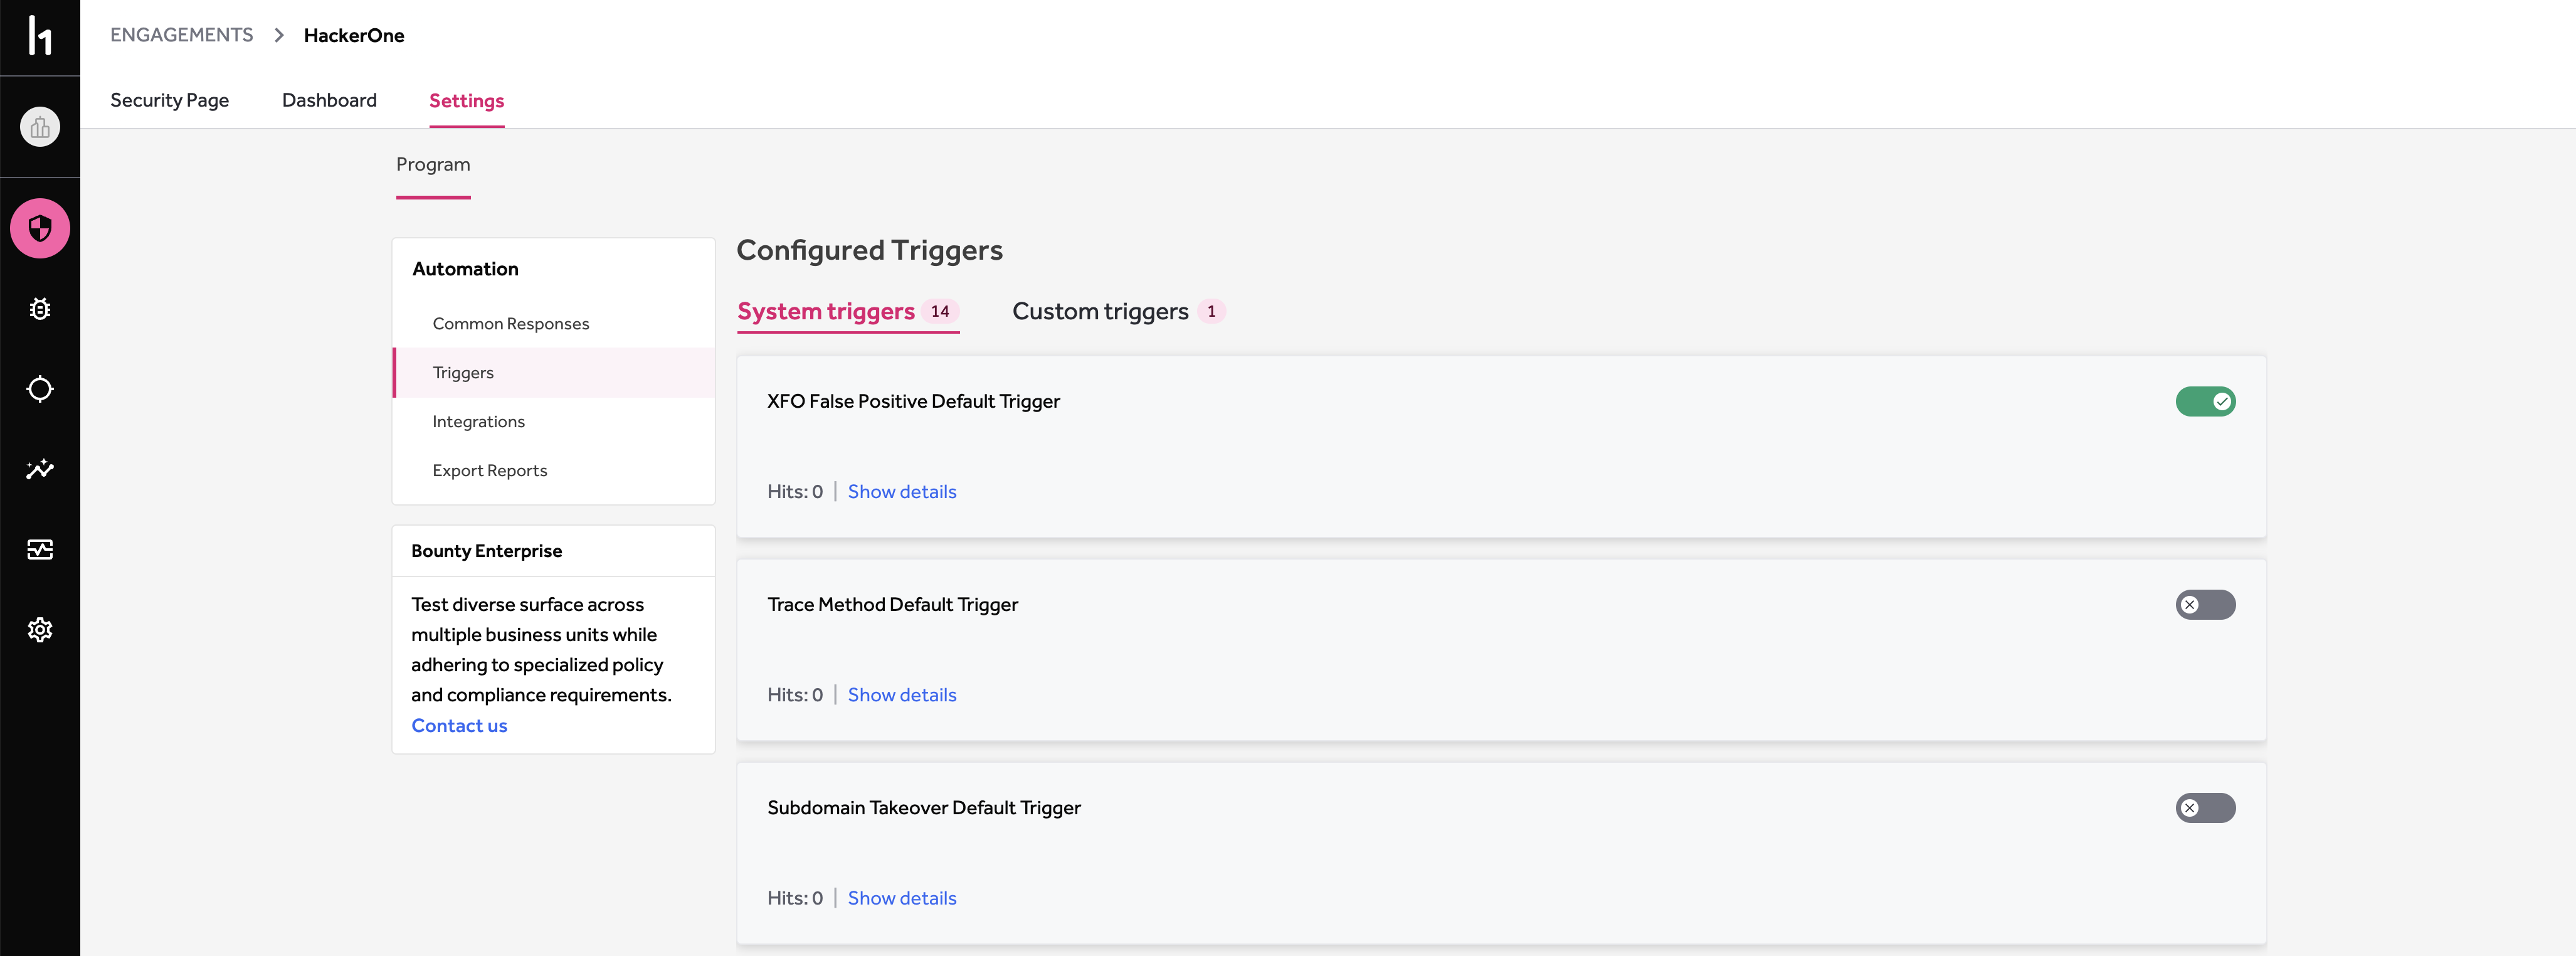 ENGAGEMENTS > HackerOne
Security Page Dashboard Settings
Program
Automation
Common Responses
Triggers
Integrations
Export Reports
Bounty Enterprise
Test diverse surface across
multiple business units while
adhering to specialized policy
and compliance requirements.
Contact us
Configured Triggers
System triggers 14 Custom triggers 1
XFO False Positive Default Trigger
Hits: 0 | Show details
Trace Method Default Trigger
Hits: 0 | Show details
Subdomain Takeover Default Trigger
Hits: 0 | Show details